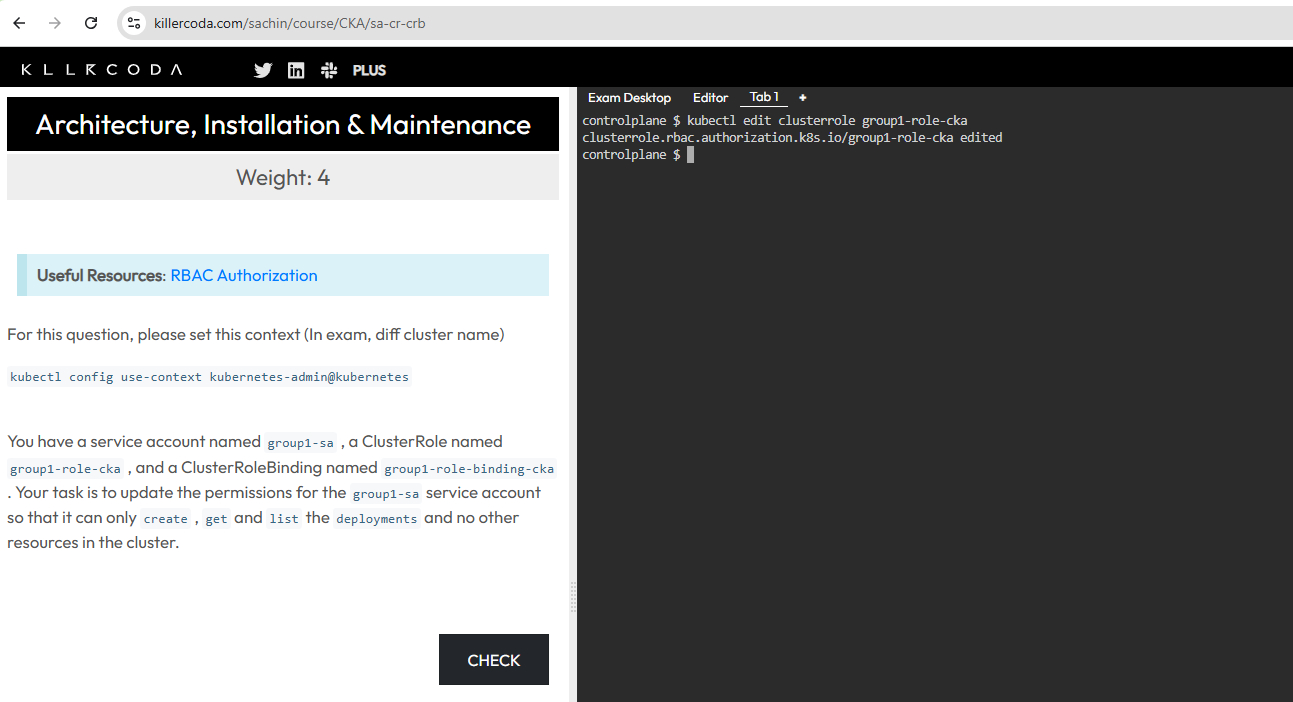 killercoda.com/sachin/course/CKA/sa-cr-crb
KLLRCODA PLUS
Architecture, Installation & Maintenance
Weight: 4
Useful Resources: RBAC Authorization
For this question, please set this context (In exam, diff cluster name)
kubectl config use-context kubernetes-admin@kubernetes
You have a service account named group1-sa , a ClusterRole named
group1-role-cka , and a ClusterRoleBinding named group1-role-binding-cka
. Your task is to update the permissions for the group1-sa service account
so that it can only create , get and list the deployments and no other
resources in the cluster.
CHECK
Exam Desktop Editor Tab 1 +
controlplane $ kubectl edit clusterrole group1-role-cka
clusterrole.rbac.authorization.k8s.io/group1-role-cka edited
controlplane $